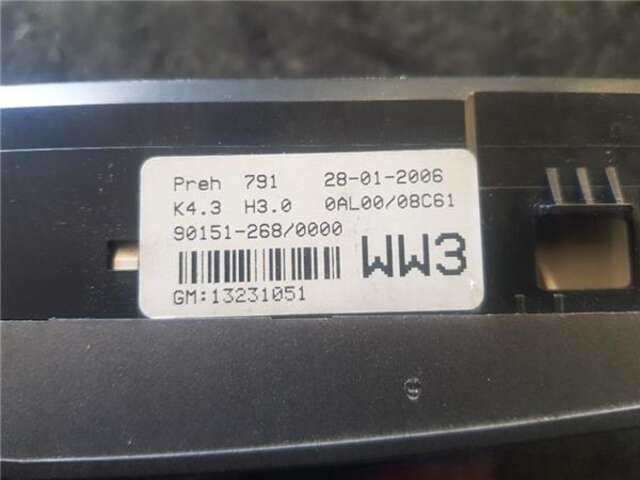 Preh 791 28-01-2006
K4.3 H3.0 0AL00/08C61
90151-268/0000
WW3
GM:13231051